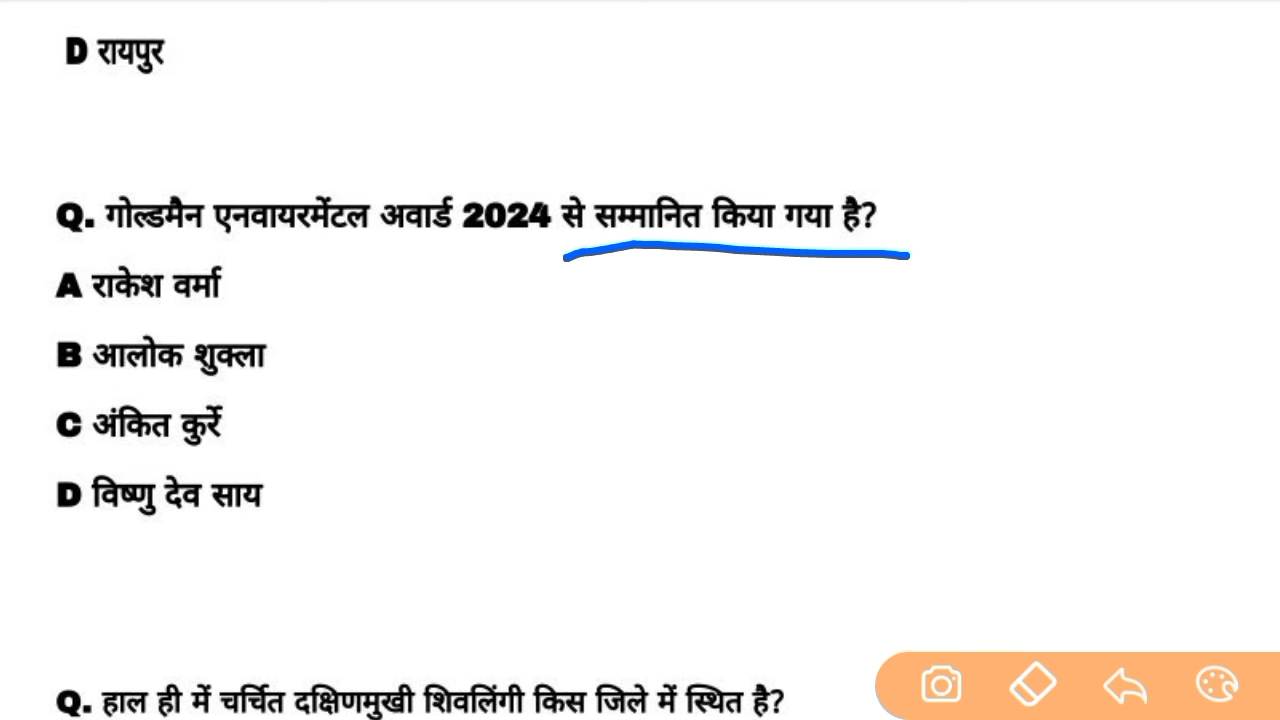 D रायपुर
Q. गोल्डमैन एनवायरमेंटल अवार्ड 2024 से सम्मानित किया गया है?
A राकेश वर्मा
B आलोक शुक्ला
C अंकित कुर्रे
D विष्णु देव साय
Q. हाल ही में चर्चित दक्षिणमुखी शिवलिंगी किस जिले में स्थित है?